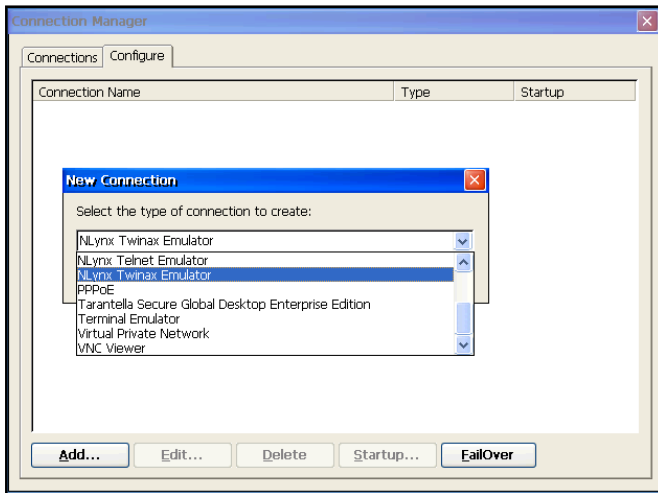 Connection Manager
Connections Configure
Connection Name Type Startup
New Connection
Select the type of connection to create:
NLynx Twinax Emulator
NLynx Telnet Emulator
NLynx Twinax Emulator
PPPoE
Tarantella Secure Global Desktop Enterprise Edition
Terminal Emulator
Virtual Private Network
VNC Viewer
Add... Edit... Delete Startup... FailOver